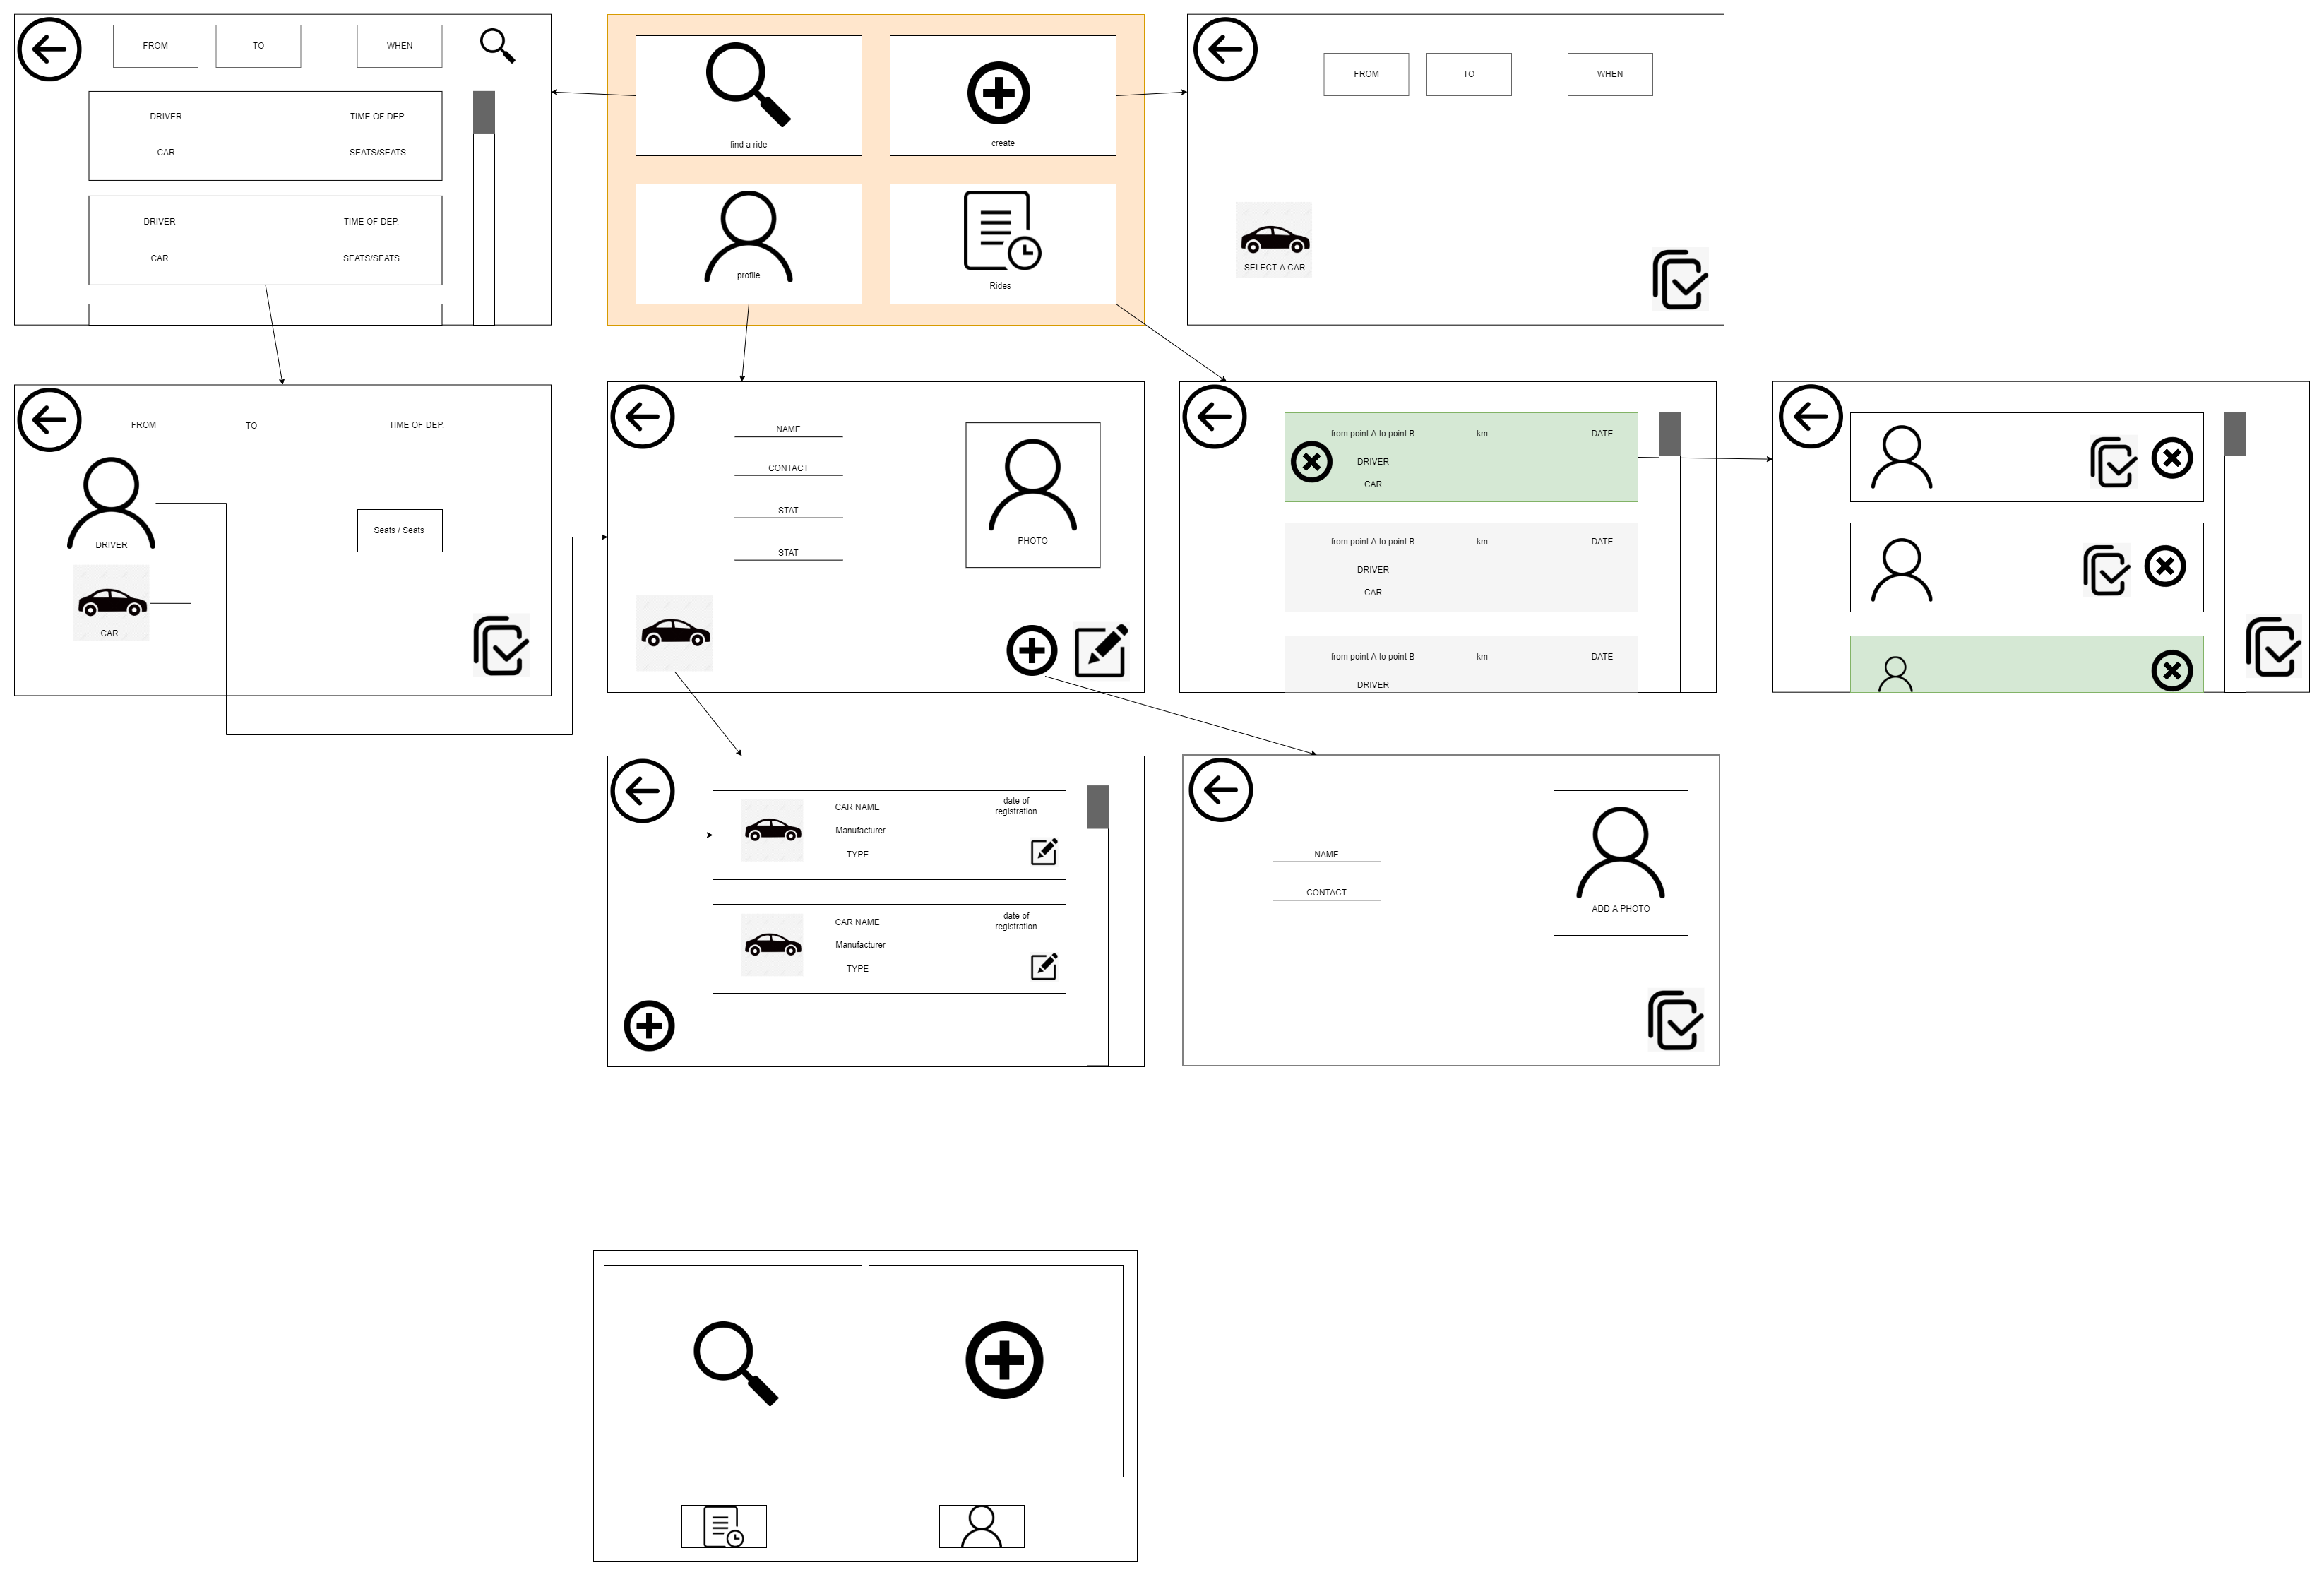 FROM
TO
WHEN
DRIVER
TIME OF DEP.
CAR
SEATS/SEATS
DRIVER
TIME OF DEP.
CAR
SEATS/SEATS
find a ride
create
profile
Rides
FROM
TO
WHEN
SELECT A CAR
FROM
TO
TIME OF DEP.
DRIVER
Seats / Seats
CAR
NAME
CONTACT
STAT
STAT
PHOTO
from point A to point B
km
DATE
DRIVER
CAR
from point A to point B
km
DATE
DRIVER
CAR
from point A to point B
km
DATE
DRIVER
CAR NAME
date of
registration
Manufacturer
TYPE
CAR NAME
date of
registration
Manufacturer
TYPE
NAME
CONTACT
ADD A PHOTO